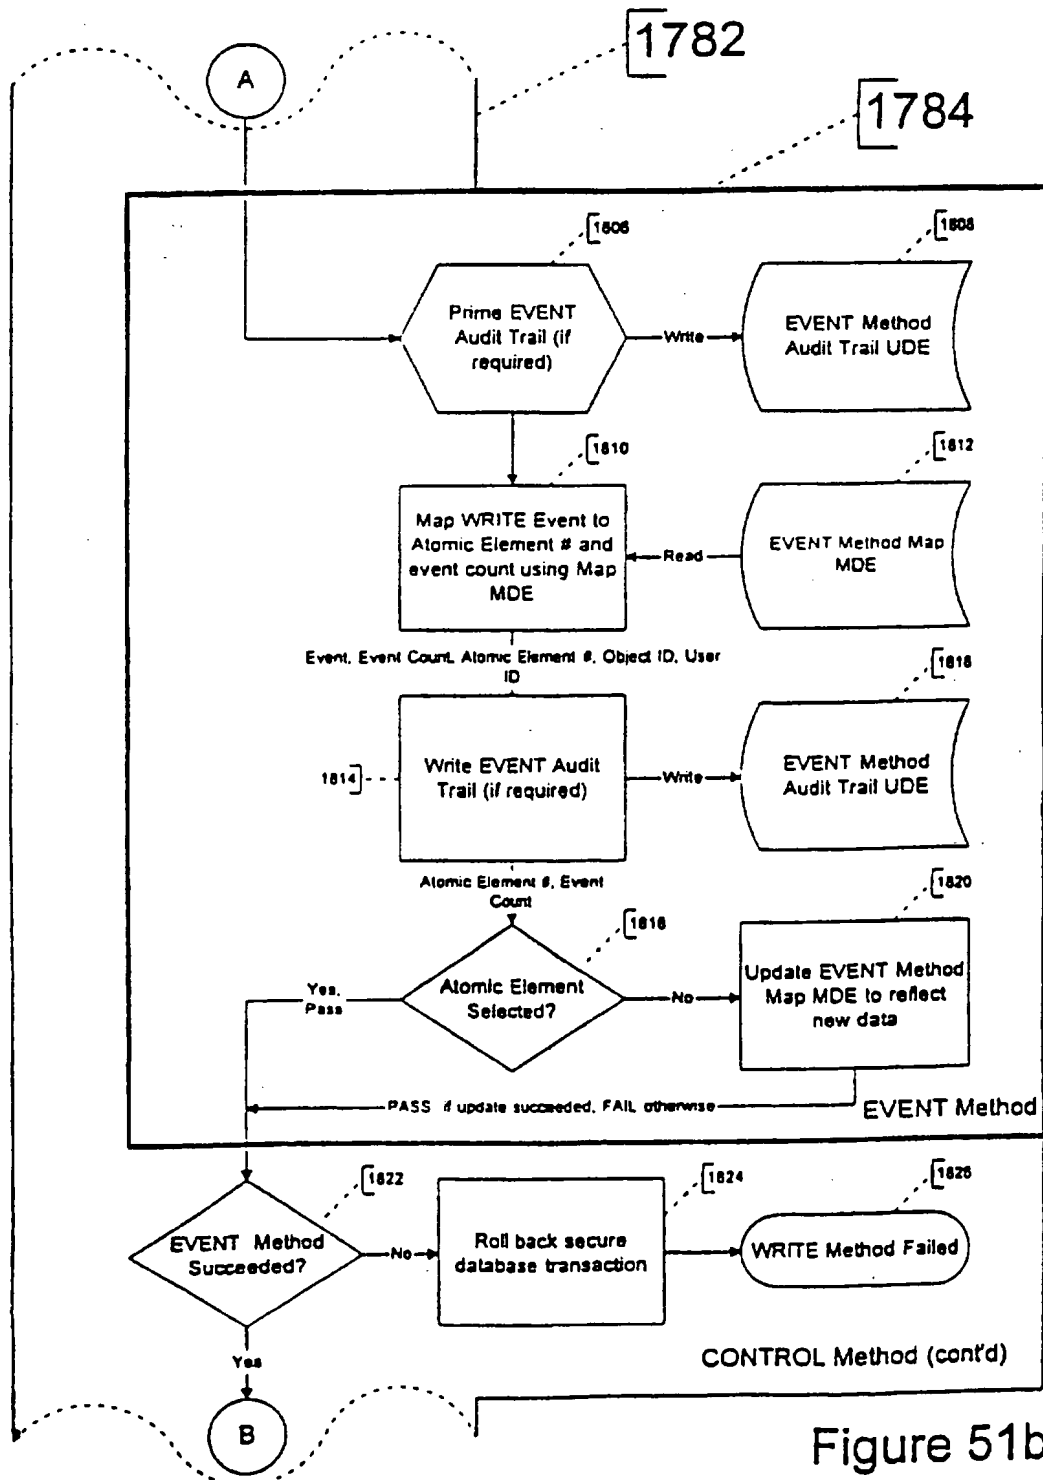 1782
A
1784
1806
1808
Prime EVENT
Audit Trail (if
required)
Write
EVENT Method
Audit Trail UDE
1810
1812
Map WRITE Event to
Atomic Element # and
event count using Map
MDE
Read
EVENT Method Map
MDE
Event, Event Count, Atomic Element #, Object ID, User
ID
1816
1814
Write EVENT Audit
Trail (if required)
Write
EVENT Method
Audit Trail UDE
Atomic Element #, Event
Count
1818
1820
Yes,
Pass
Atomic Element
Selected?
No
Update EVENT Method
Map MDE to reflect
new data
PASS if update succeeded, FAIL otherwise
EVENT Method
1822
1824
1826
EVENT Method
Succeeded?
No
Roll back secure
database transaction
WRITE Method Failed
Yes
CONTROL Method (cont'd)
B
Figure 51b